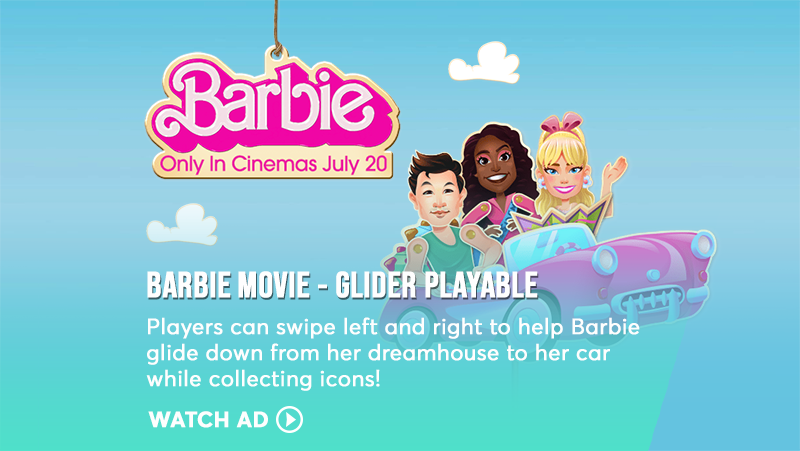 Barbie
Only In Cinemas July 20
BARBIE MOVIE - GLIDER PLAYABLE
Players can swipe left and right to help Barbie
glide down from her dreamhouse to her car
while collecting icons!
WATCH AD